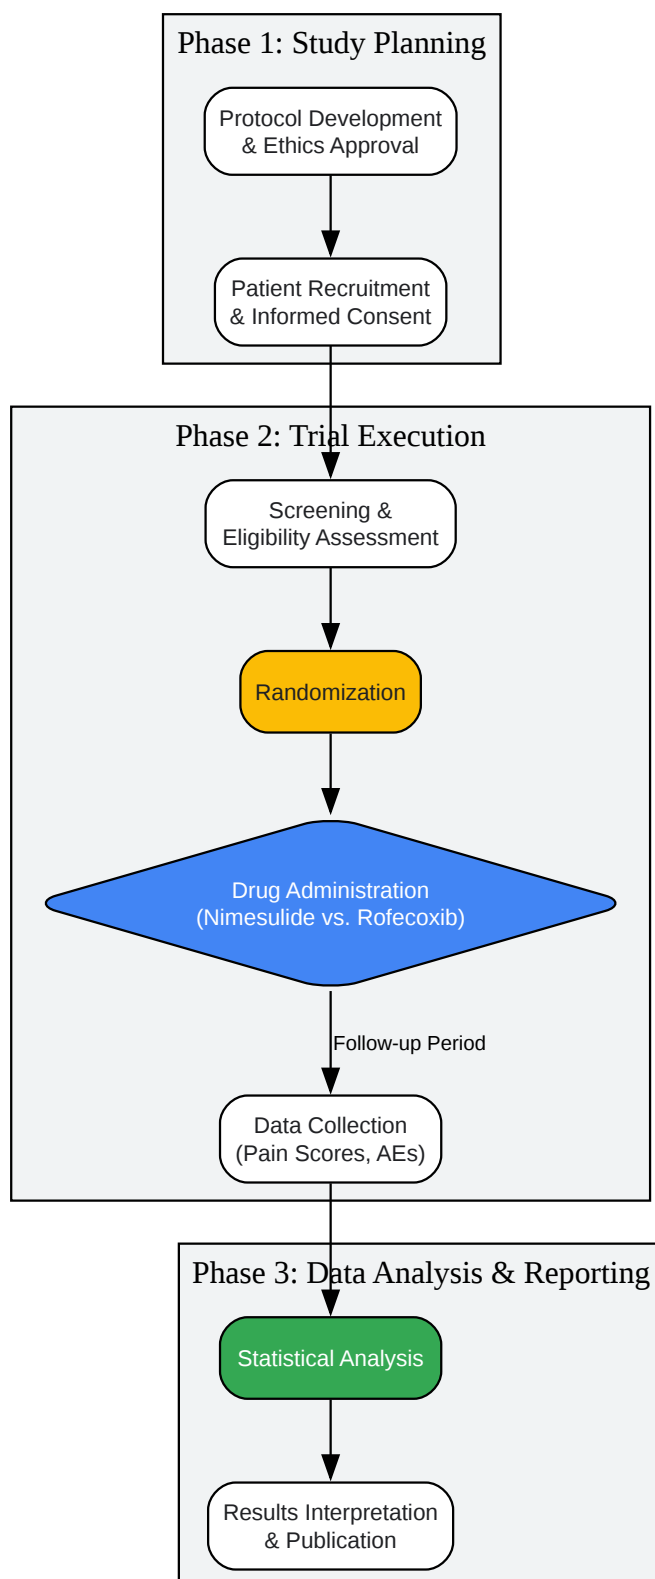 Phase 1: Study Planning
Protocol Development
& Ethics Approval
Patient Recruitment
& Informed Consent
Phase 2: Trial Execution
Screening &
Eligibility Assessment
Randomization
Drug Administration
(Nimesulide vs. Rofecoxib)
Follow-up Period
Data Collection
(Pain Scores, AEs)
Phase 3: Data Analysis & Reporting
Statistical Analysis
Results Interpretation
& Publication